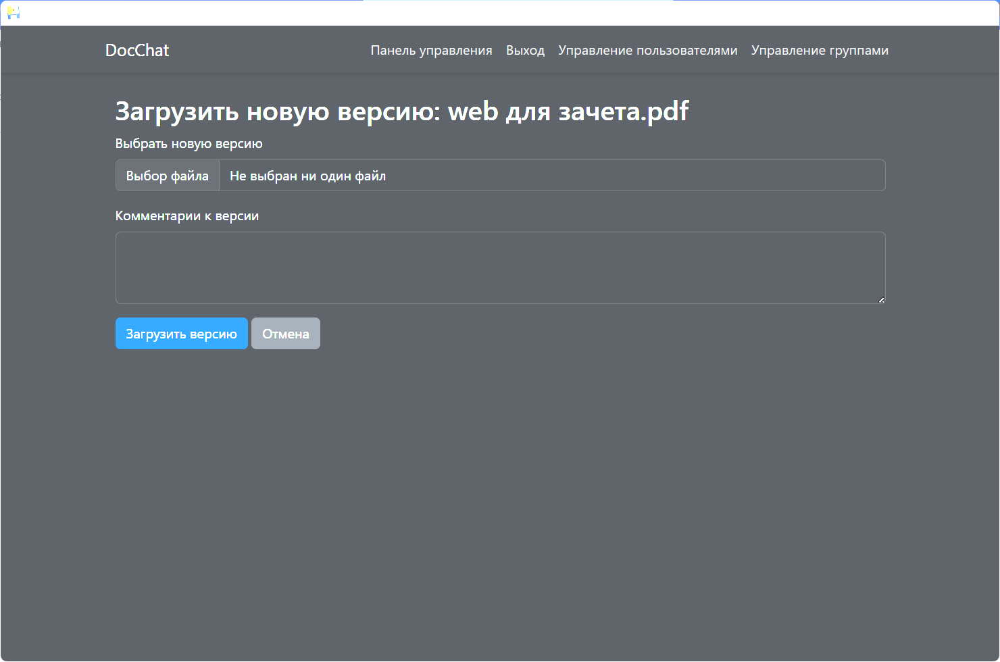 DocChat
Панель управления Выход Управление пользователями Управление группами
Загрузить новую версию: web для зачета.pdf
Выбрать новую версию
Выбор файла Не выбран ни один файл
Комментарии к версии
Загрузить версию Отмена